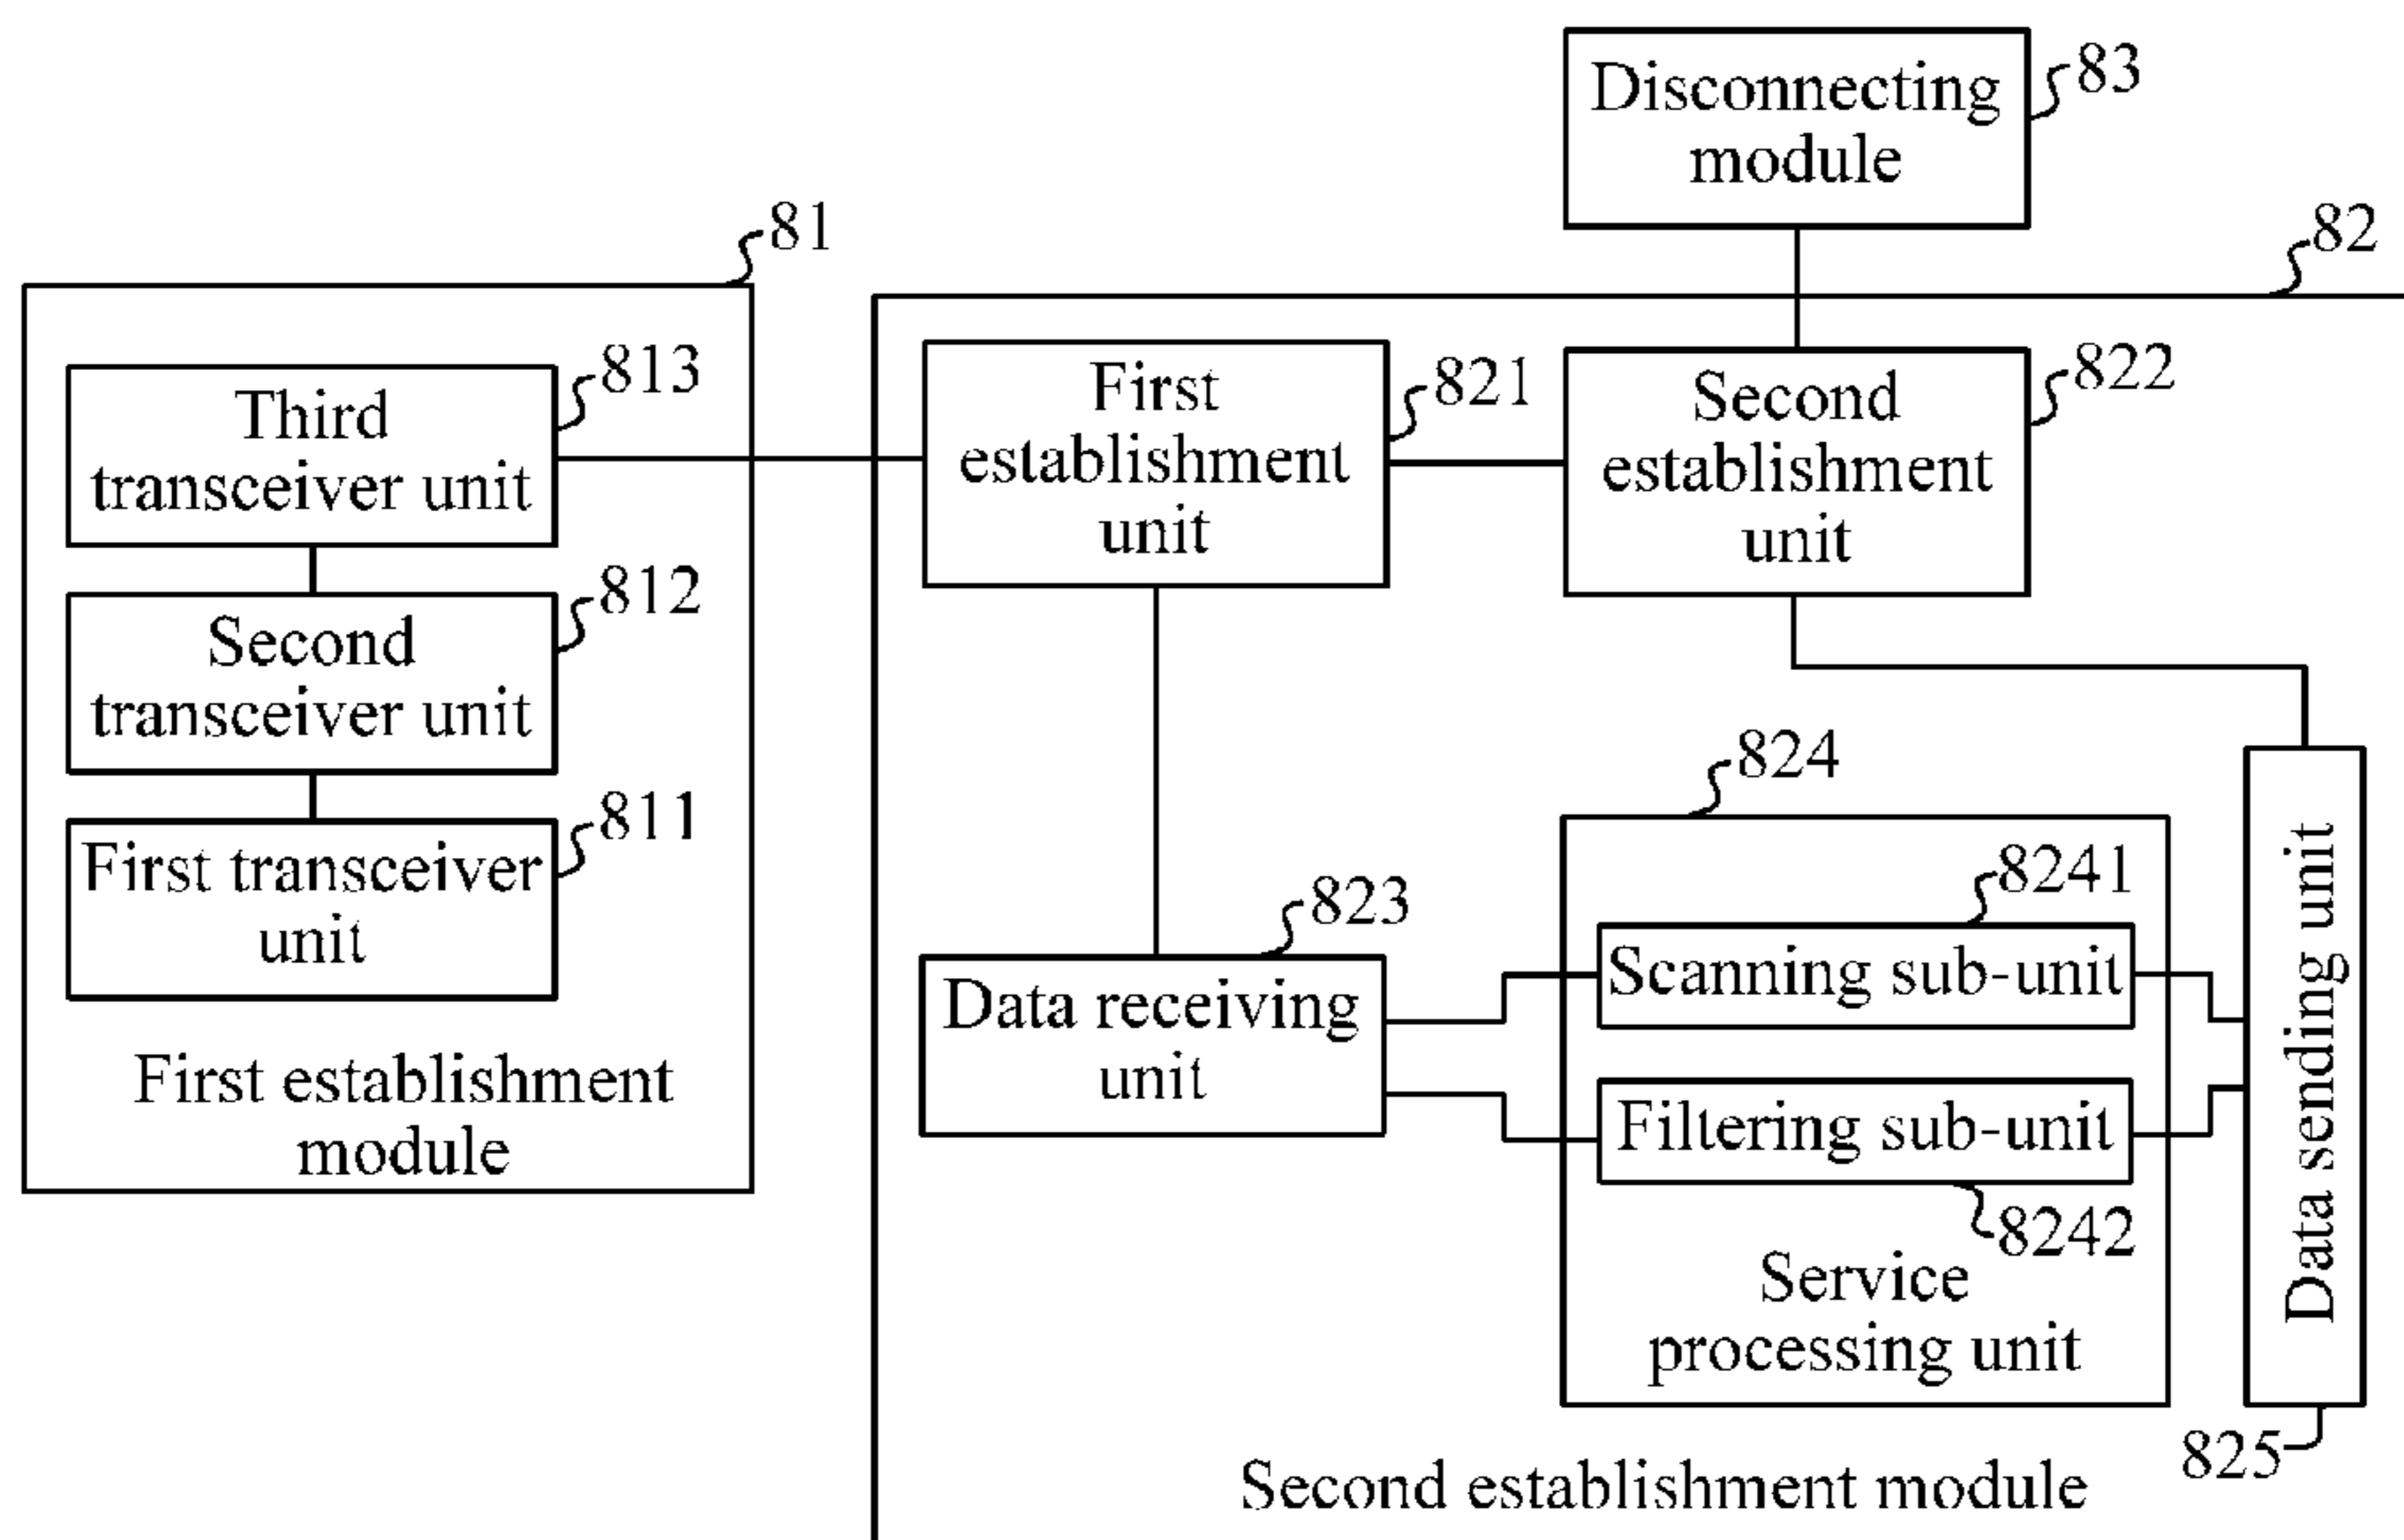 Disconnecting
module
83
81
82
Third
transceiver unit
813
Second
transceiver unit
812
First transceiver
unit
811
First establishment
module
First
establishment
unit
821
Second
establishment
unit
822
823
Data receiving
unit
824
8241
Scanning sub-unit
Filtering sub-unit
8242
Service
processing unit
Data sending unit
825
Second establishment module